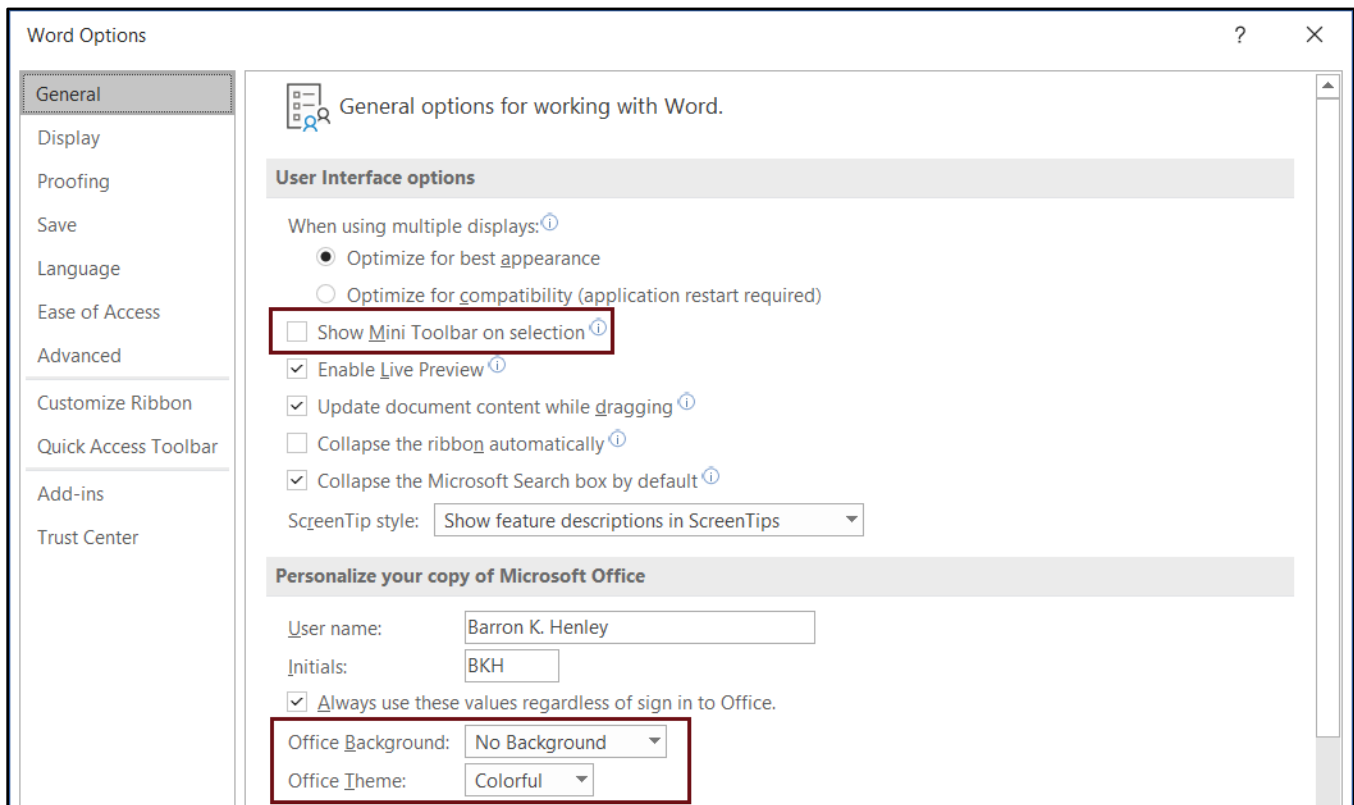 Word Options
?
General
Display
Proofing
Save
Language
Ease of Access
Advanced
Customize Ribbon
Quick Access Toolbar
Add-ins
Trust Center
General options for working with Word.
User Interface options
When using multiple displays:
Optimize for best appearance
Optimize for compatibility (application restart required)
Show Mini Toolbar on selection
Enable Live Preview
Update document content while dragging
Collapse the ribbon automatically
Collapse the Microsoft Search box by default
ScreenTip style: Show feature descriptions in ScreenTips
Personalize your copy of Microsoft Office
User name: Barron K. Henley
Initials: BKH
Always use these values regardless of sign in to Office.
Office Background: No Background
Office Theme: Colorful